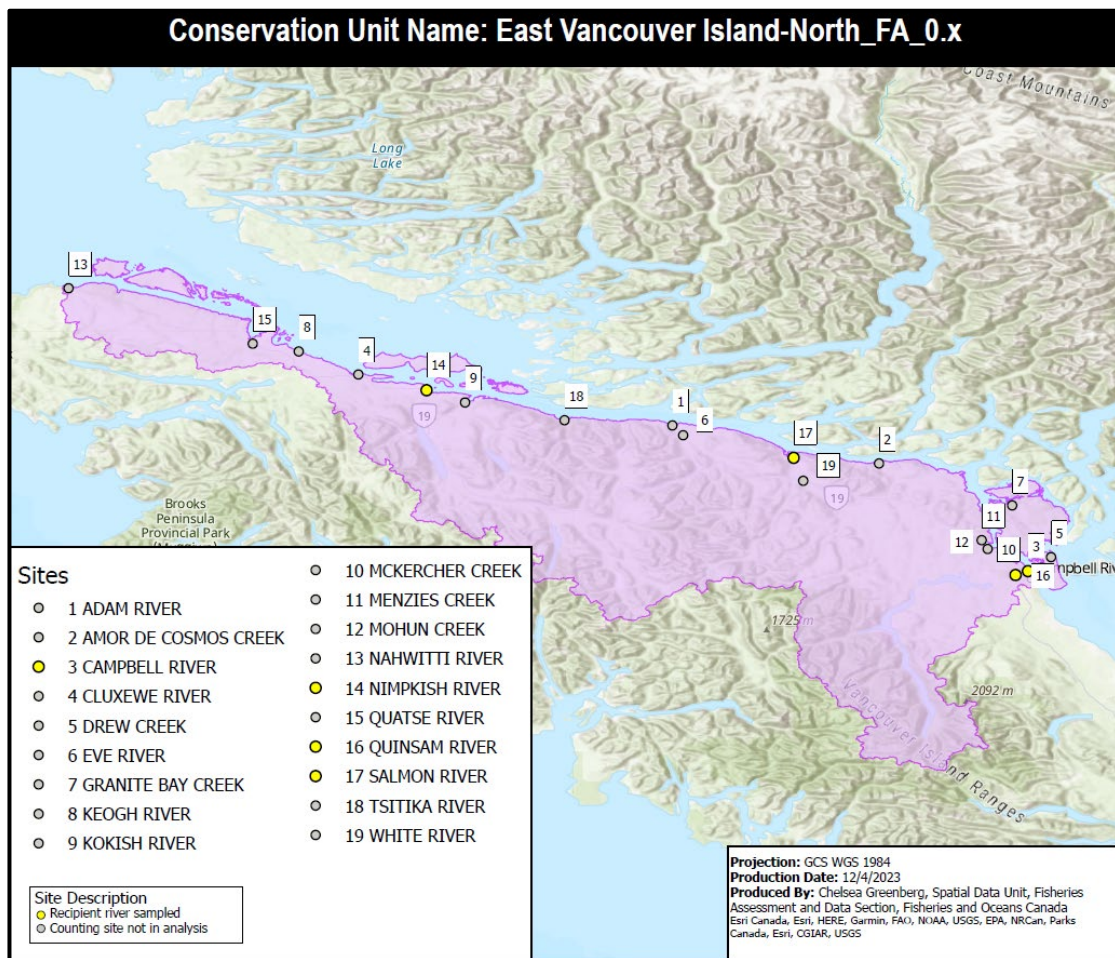 Conservation Unit Name: East Vancouver Island-North_FA_0.x
Coast Mountains
Long
Lake
13
15
8
4
14
9
19
18
1
6
17
2
19
19
7
11
12
10
3
5
16
Brooks
Peninsula
Provincial Park
1725 m
2092 m
Vancouver Island Ranges
Sites
1 ADAM RIVER
2 AMOR DE COSMOS CREEK
3 CAMPBELL RIVER
4 CLUXEWE RIVER
5 DREW CREEK
6 EVE RIVER
7 GRANITE BAY CREEK
8 KEOGH RIVER
9 KOKISH RIVER
10 MCKERCHER CREEK
11 MENZIES CREEK
12 MOHUN CREEK
13 NAHWITTI RIVER
14 NIMPKISH RIVER
15 QUATSE RIVER
16 QUINSAM RIVER
17 SALMON RIVER
18 TSITIKA RIVER
19 WHITE RIVER
Site Description
Recipient river sampled
Counting site not in analysis
Projection: GCS WGS 1984
Production Date: 12/4/2023
Produced By: Chelsea Greenberg, Spatial Data Unit, Fisheries
Assessment and Data Section, Fisheries and Oceans Canada
Esri Canada, Esri, HERE, Garmin, FAO, NOAA, USGS, EPA, NRCan, Parks
Canada, Esri, CGIAR, USGS